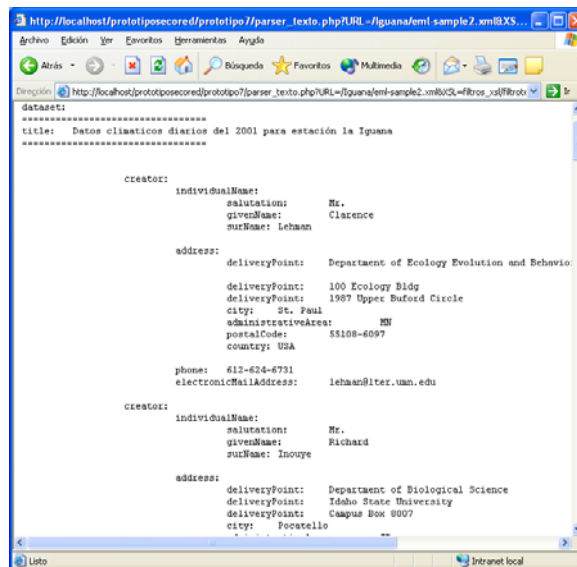 http://localhost/prototiposecored/prototipo7/parser_texto.php?URL=/Iguana/eml-sample2.xml&XS...
Archivo Edición Ver Favoritos Herramientas Ayuda
Atrás Búsqueda Favoritos Multimedia
Dirección http://localhost/prototiposecored/prototipo7/parser_texto.php?URL=/Iguana/eml-sample2.xml&XSL=filtros_xsl/filtrot Ir
dataset:
==================================
title: Datos climaticos diarios del 2001 para estación la Iguana
==================================
creator:
individualName:
salutation: Mr.
givenName: Clarence
surName: Lehman
address:
deliveryPoint: Department of Ecology Evolution and Behavio
deliveryPoint: 100 Ecology Bldg
deliveryPoint: 1987 Upper Buford Circle
city: St. Paul
administrativeArea: MN
postalCode: 55108-6097
country: USA
phone: 612-624-6731
electronicMailAddress: lehman@lter.umn.edu
creator:
individualName:
salutation: Mr.
givenName: Richard
surName: Inouye
address:
deliveryPoint: Department of Biological Science
deliveryPoint: Idaho State University
deliveryPoint: Campus Box 8007
city: Pocatello
Listo Intranet local